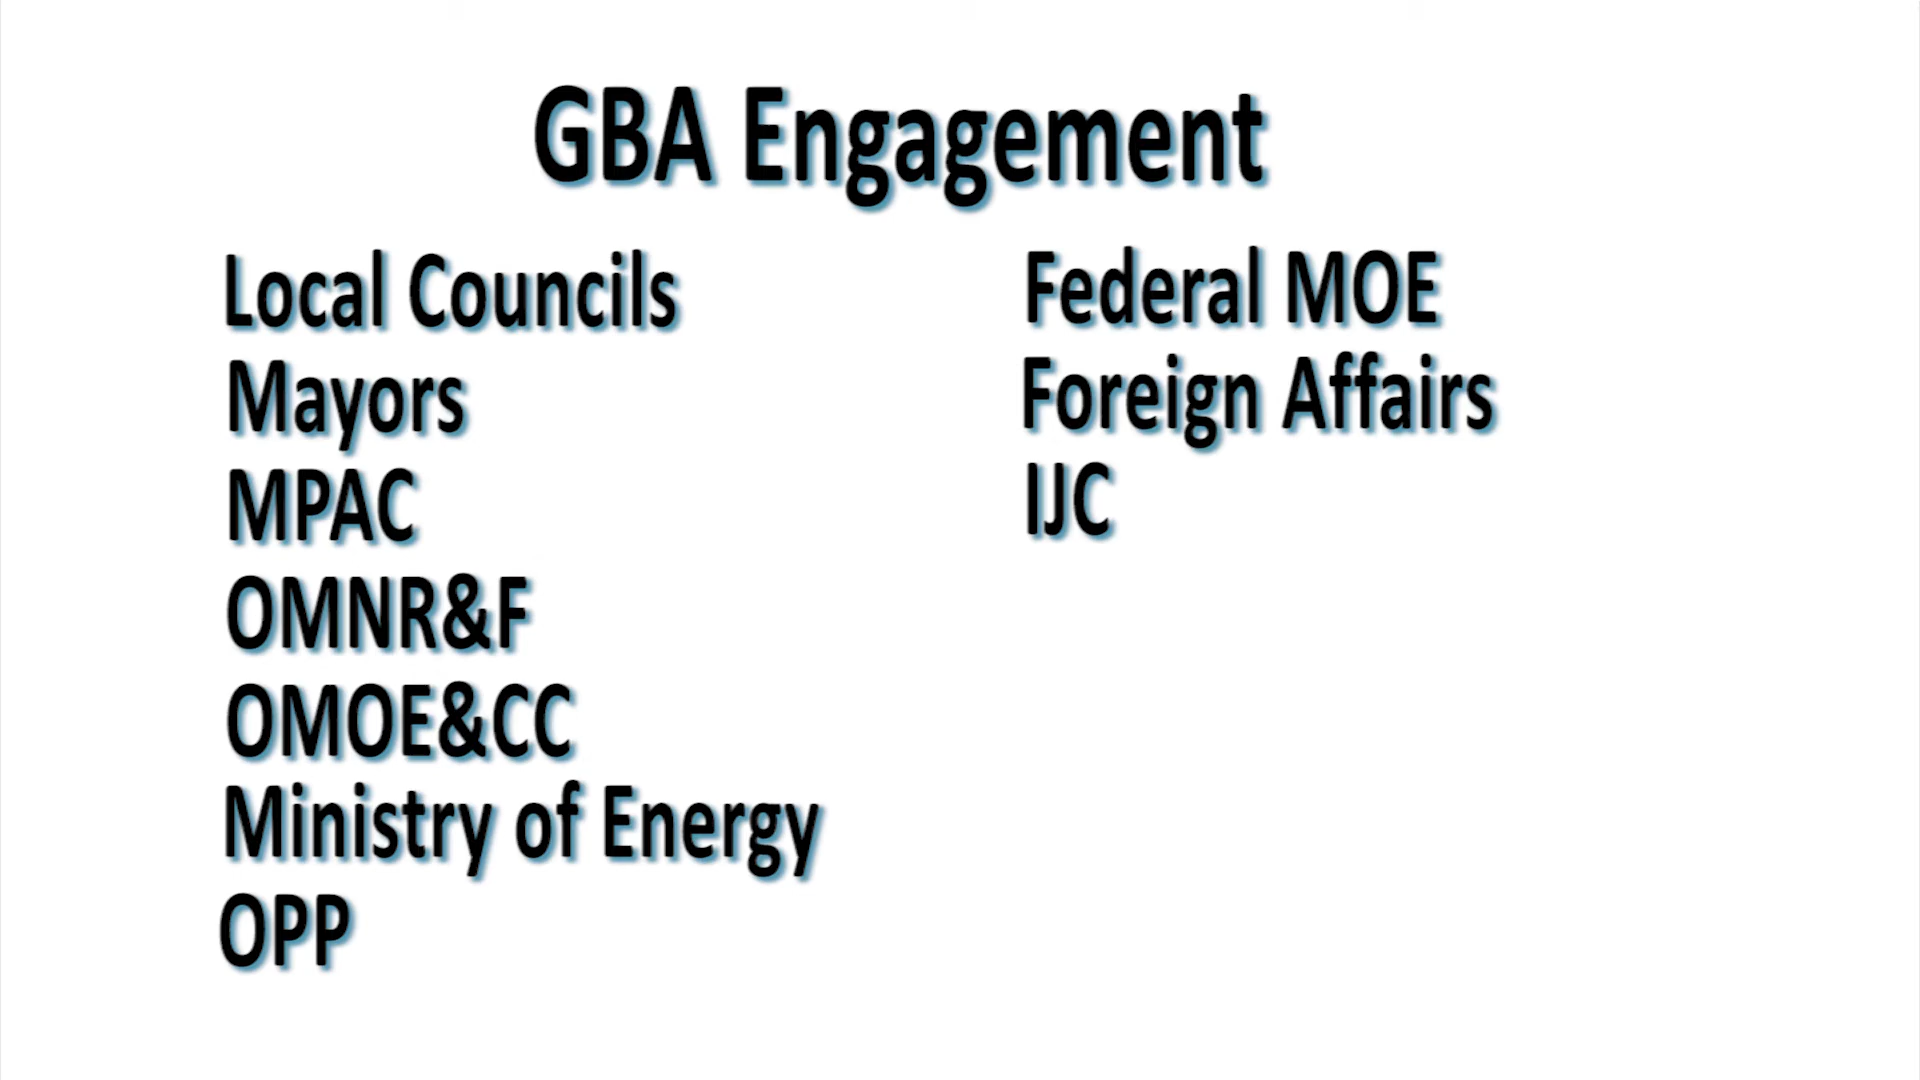 GBA Engagement
Local Councils
Mayors
MPAC
OMNR&F
OMOE&CC
Ministry of Energy
OPP
Federal MOE
Foreign Affairs
IJC